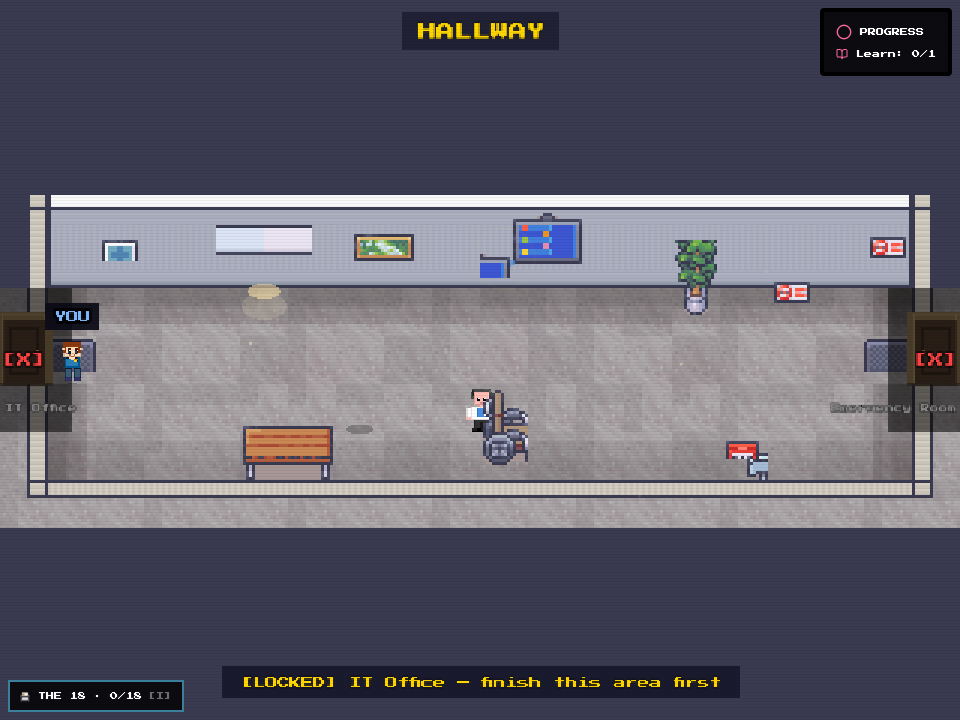 HALLWAY
PROGRESS
Learn: 0/1
YOU
[X]
[X]
IT Office
Emergency Room
[LOCKED] IT Office — finish this area first
THE 18 · 0/18 [I]